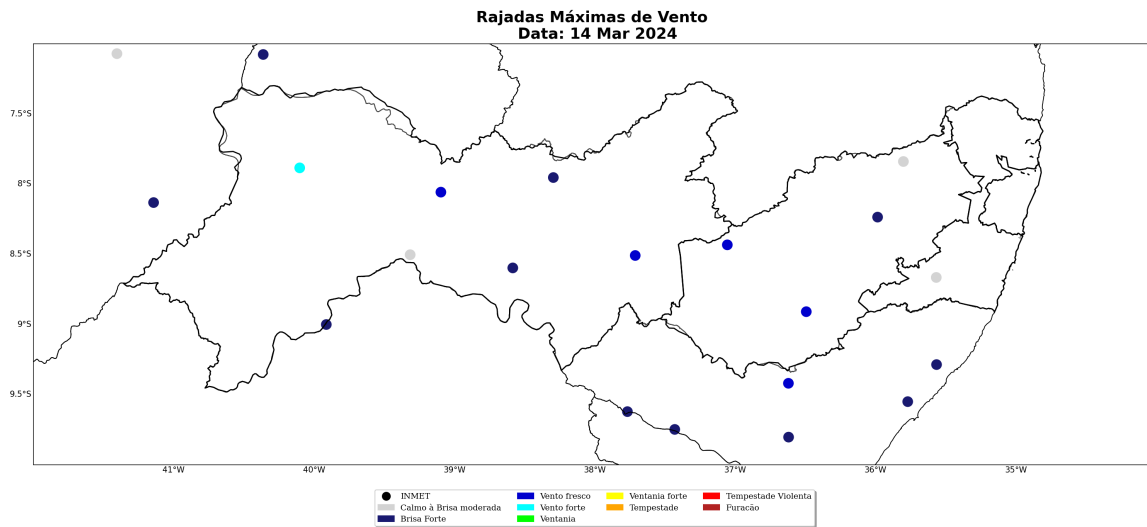 Rajadas Máximas de Vento
Data: 14 Mar 2024
7.5°S
8°S
8.5°S
9°S
9.5°S
41°W
40°W
39°W
38°W
37°W
36°W
35°W
INMET
Calmo à Brisa moderada
Brisa Forte
Vento fresco
Vento forte
Ventania
Ventania forte
Tempestade
Tempestade Violenta
Furacão